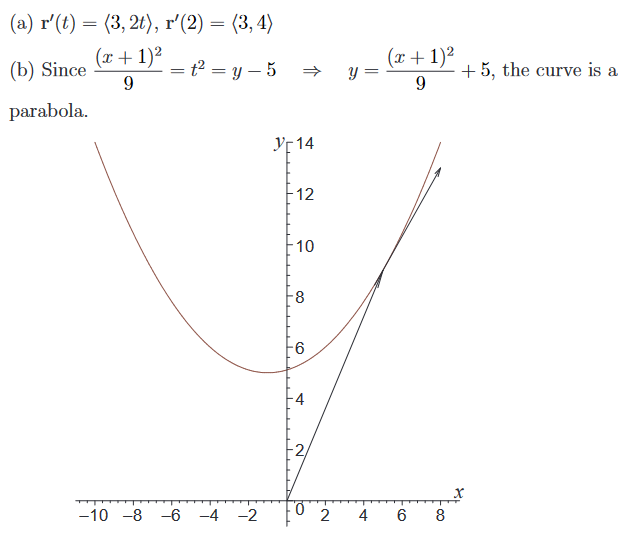 (a) r′(t) = ⟨3, 2t⟩, r′(2) = ⟨3, 4⟩
(b) Since (x + 1)²/9 = t² = y − 5 ⇒ y = (x + 1)²/9 + 5, the curve is a
parabola.
y 14
12
10
8
6
4
2
x
−10 −8 −6 −4 −2 0 2 4 6 8